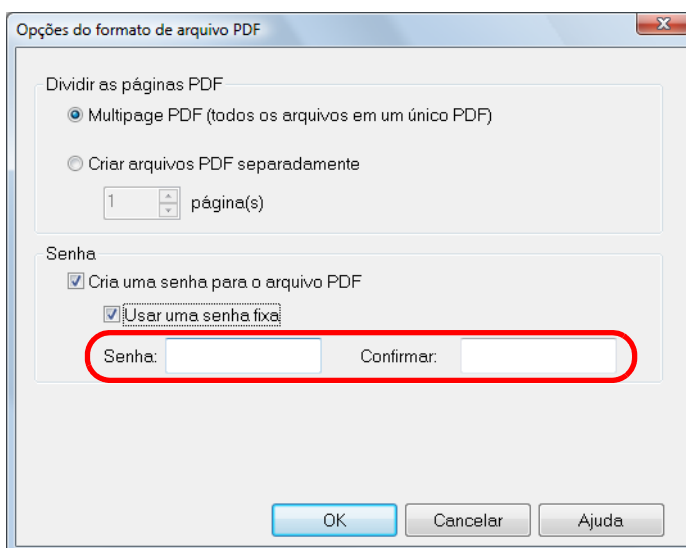 Opções do formato de arquivo PDF
Dividir as páginas PDF
Multipage PDF (todos os arquivos em um único PDF)
Criar arquivos PDF separadamente
1 página(s)
Senha
Cria uma senha para o arquivo PDF
Usar uma senha fixa
Senha: Confirmar:
OK Cancelar Ajuda